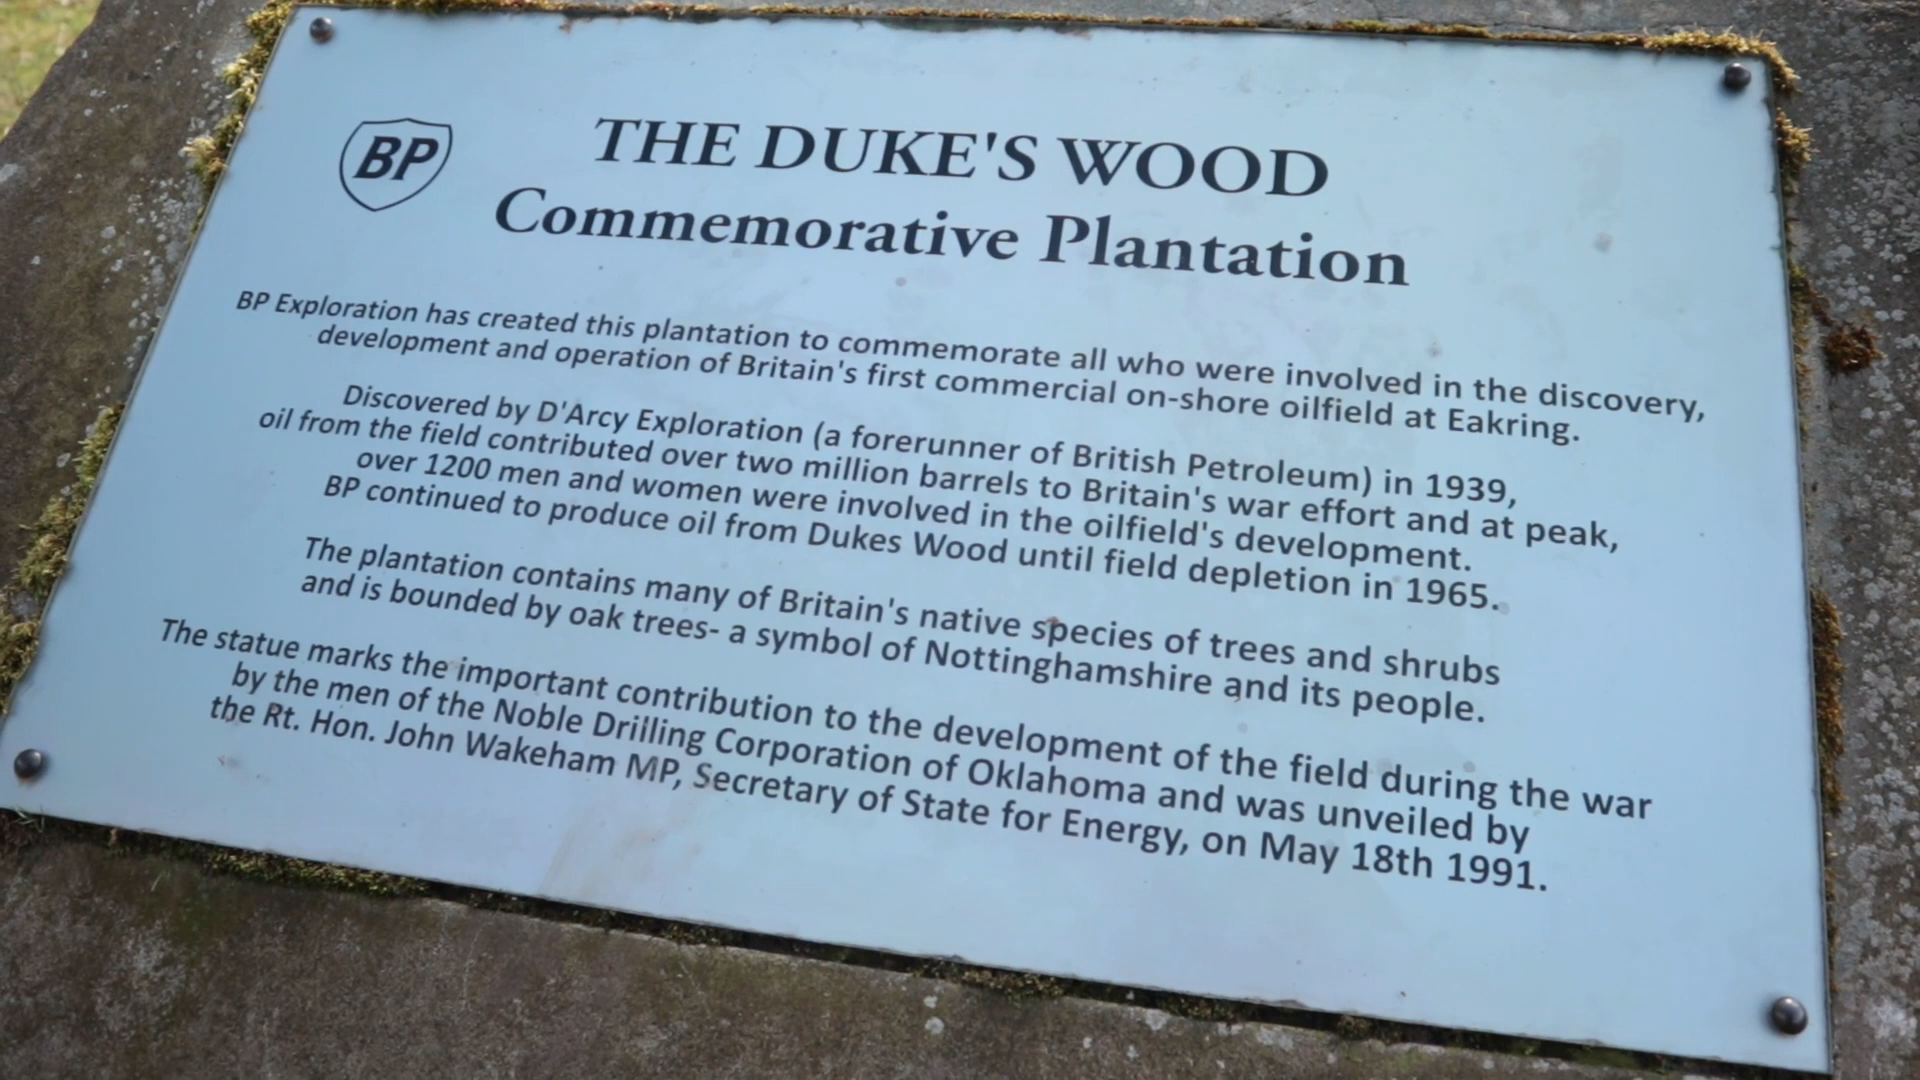 BP
THE DUKE'S WOOD
Commemorative Plantation
BP Exploration has created this plantation to commemorate all who were involved in the discovery,
development and operation of Britain's first commercial on-shore oilfield at Eakring.
Discovered by D'Arcy Exploration (a forerunner of British Petroleum) in 1939,
oil from the field contributed over two million barrels to Britain's war effort and at peak,
over 1200 men and women were involved in the oilfield's development.
BP continued to produce oil from Dukes Wood until field depletion in 1965.
The plantation contains many of Britain's native species of trees and shrubs
and is bounded by oak trees- a symbol of Nottinghamshire and its people.
The statue marks the important contribution to the development of the field during the war
by the men of the Noble Driiling Corporation of Oklahoma and was unveiled by
the Rt. Hon. John Wakeham MP, Secretary of State for Energy, on May 18th 1991.